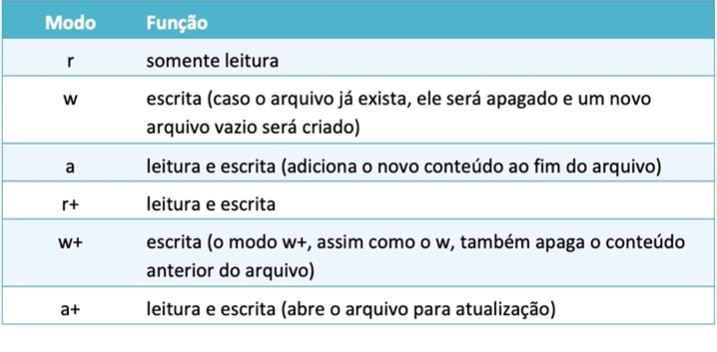 Modo Função
r somente leitura
w escrita (caso o arquivo já exista, ele será apagado e um novo
arquivo vazio será criado)
a leitura e escrita (adiciona o novo conteúdo ao fim do arquivo)
r+ leitura e escrita
w+ escrita (o modo w+, assim como o w, também apaga o conteúdo
anterior do arquivo)
a+ leitura e escrita (abre o arquivo para atualização)